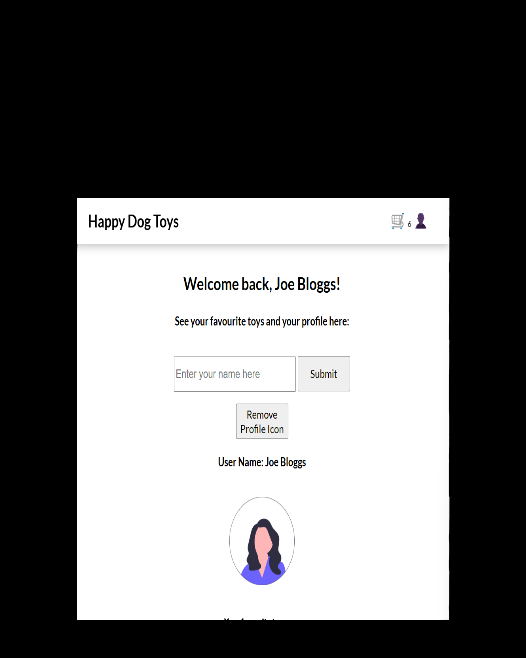 Happy Dog Toys
6
Welcome back, Joe Bloggs!
See your favourite toys and your profile here:
Enter your name here
Submit
Remove
Profile Icon
User Name: Joe Bloggs